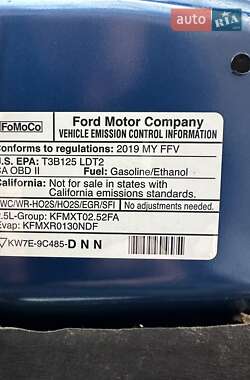 AUTO RIA
FoMoCo
Ford Motor Company
VEHICLE EMISSION CONTROL INFORMATION
Conforms to regulations: 2019 MY FFV
U.S. EPA: T3B125 LDT2
CA OBD II Fuel: Gasoline/Ethanol
California: Not for sale in states with
California emissions standards.
WC/WR-HO2S/HO2S/EGR/SFI No adjustments needed.
.5L-Group: KFMXT02.52FA
Evap: KFMXR0130NDF
KW7E-9C485-DNN